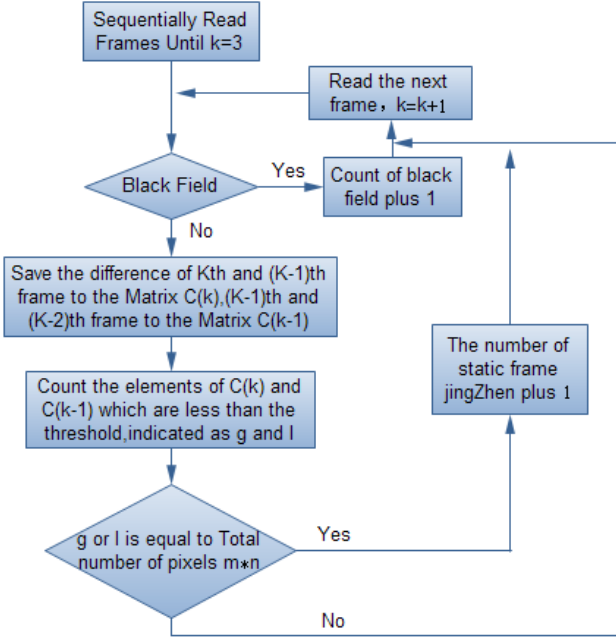 Sequentially Read
Frames Until k=3
Read the next
frame，k=k+1
Black Field
Yes
Count of black
field plus 1
No
Save the difference of Kth and (K-1)th
frame to the Matrix C(k),(K-1)th and
(K-2)th frame to the Matrix C(k-1)
The number of
static frame
jingZhen plus 1
Count the elements of C(k) and
C(k-1) which are less than the
threshold,indicated as g and l
g or l is equal to Total
number of pixels m*n
Yes
No